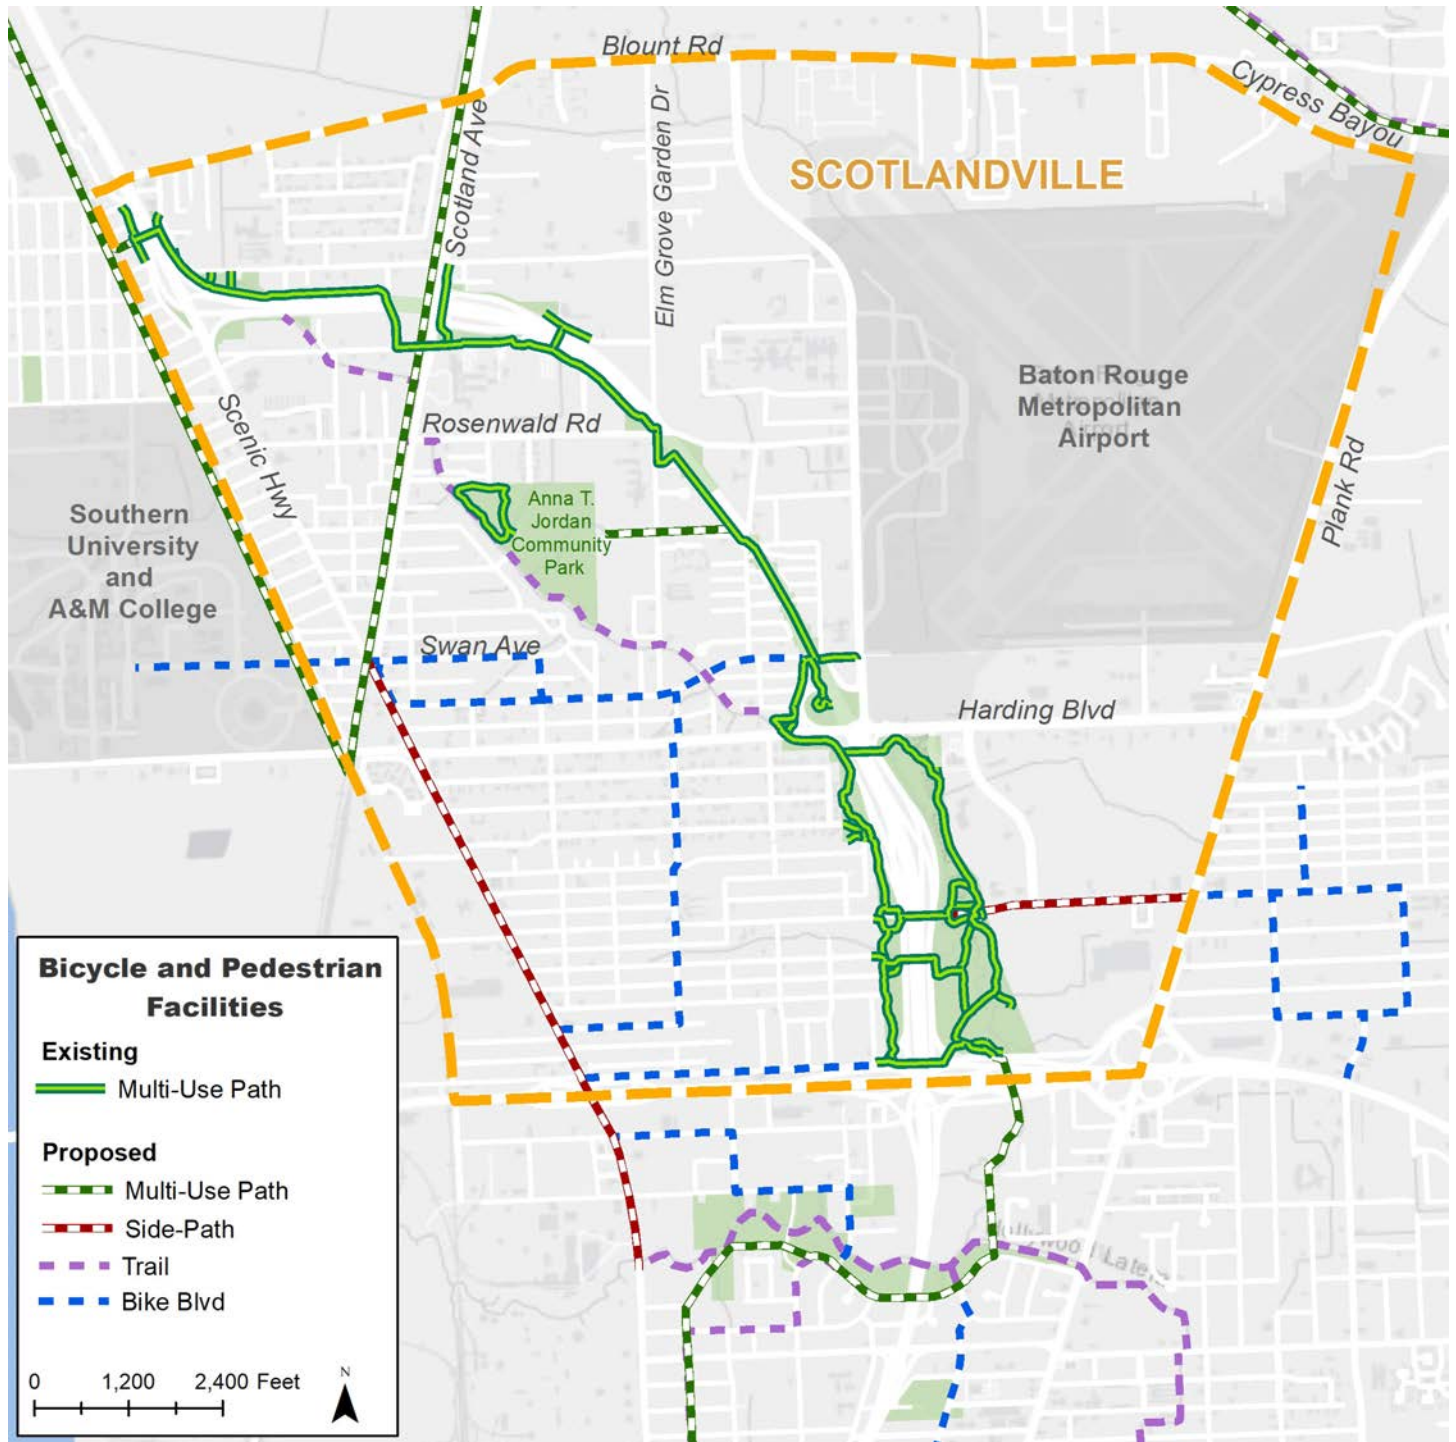 Blount Rd
Cypress Bayou
Scotland Ave
Elm Grove Garden Dr
SCOTLANDVILLE
Baton Rouge
Metropolitan
Airport
Rosenwald Rd
Scenic Hwy
Plank Rd
Anna T.
Jordan
Community
Park
Southern
University
and
A&M College
Swan Ave
Harding Blvd
Bicycle and Pedestrian
Facilities
Existing
Multi-Use Path
Proposed
Multi-Use Path
Side-Path
Trail
Bike Blvd
0 1,200 2,400 Feet
N